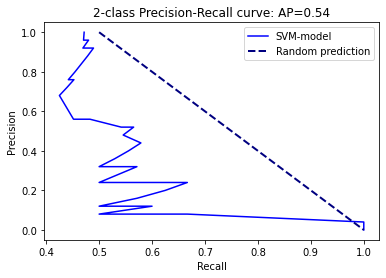 2-class Precision-Recall curve: AP=0.54
SVM-model
Random prediction
Precision
1.0
0.8
0.6
0.4
0.2
0.0
0.4 0.5 0.6 0.7 0.8 0.9 1.0
Recall